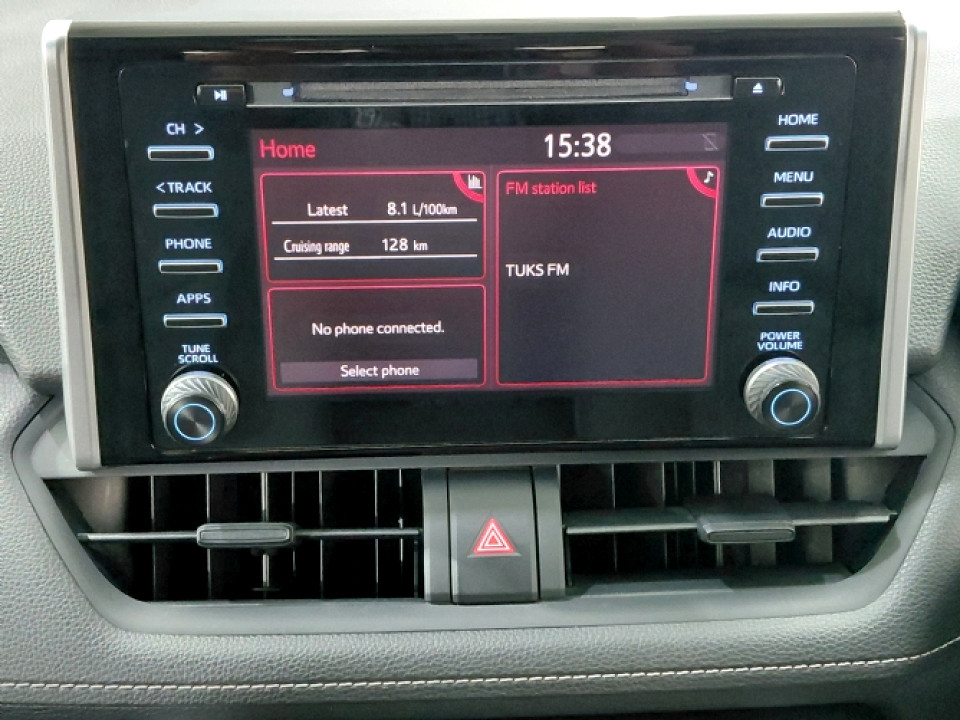 CH >
< TRACK
PHONE
APPS
TUNE
SCROLL
Home
15:38
Latest 8.1 L/100km
Cruising range 128 km
No phone connected.
Select phone
FM station list
TUKS FM
HOME
MENU
AUDIO
INFO
POWER
VOLUME